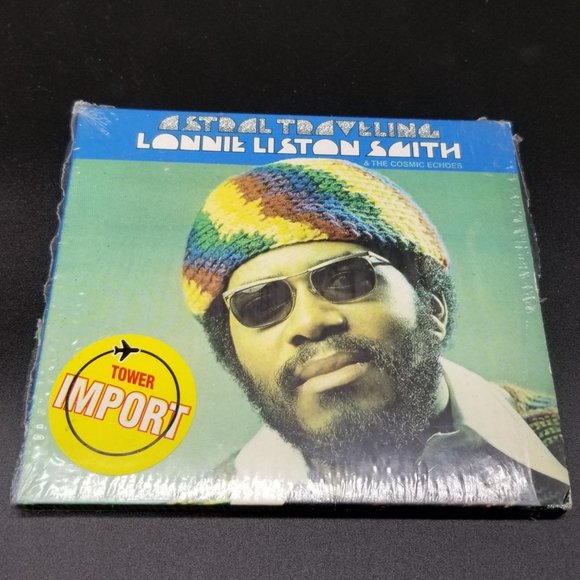 ASTRAL TRAVELING
LONNIE LISTON SMITH
& THE COSMIC ECHOES
TOWER
IMPORT